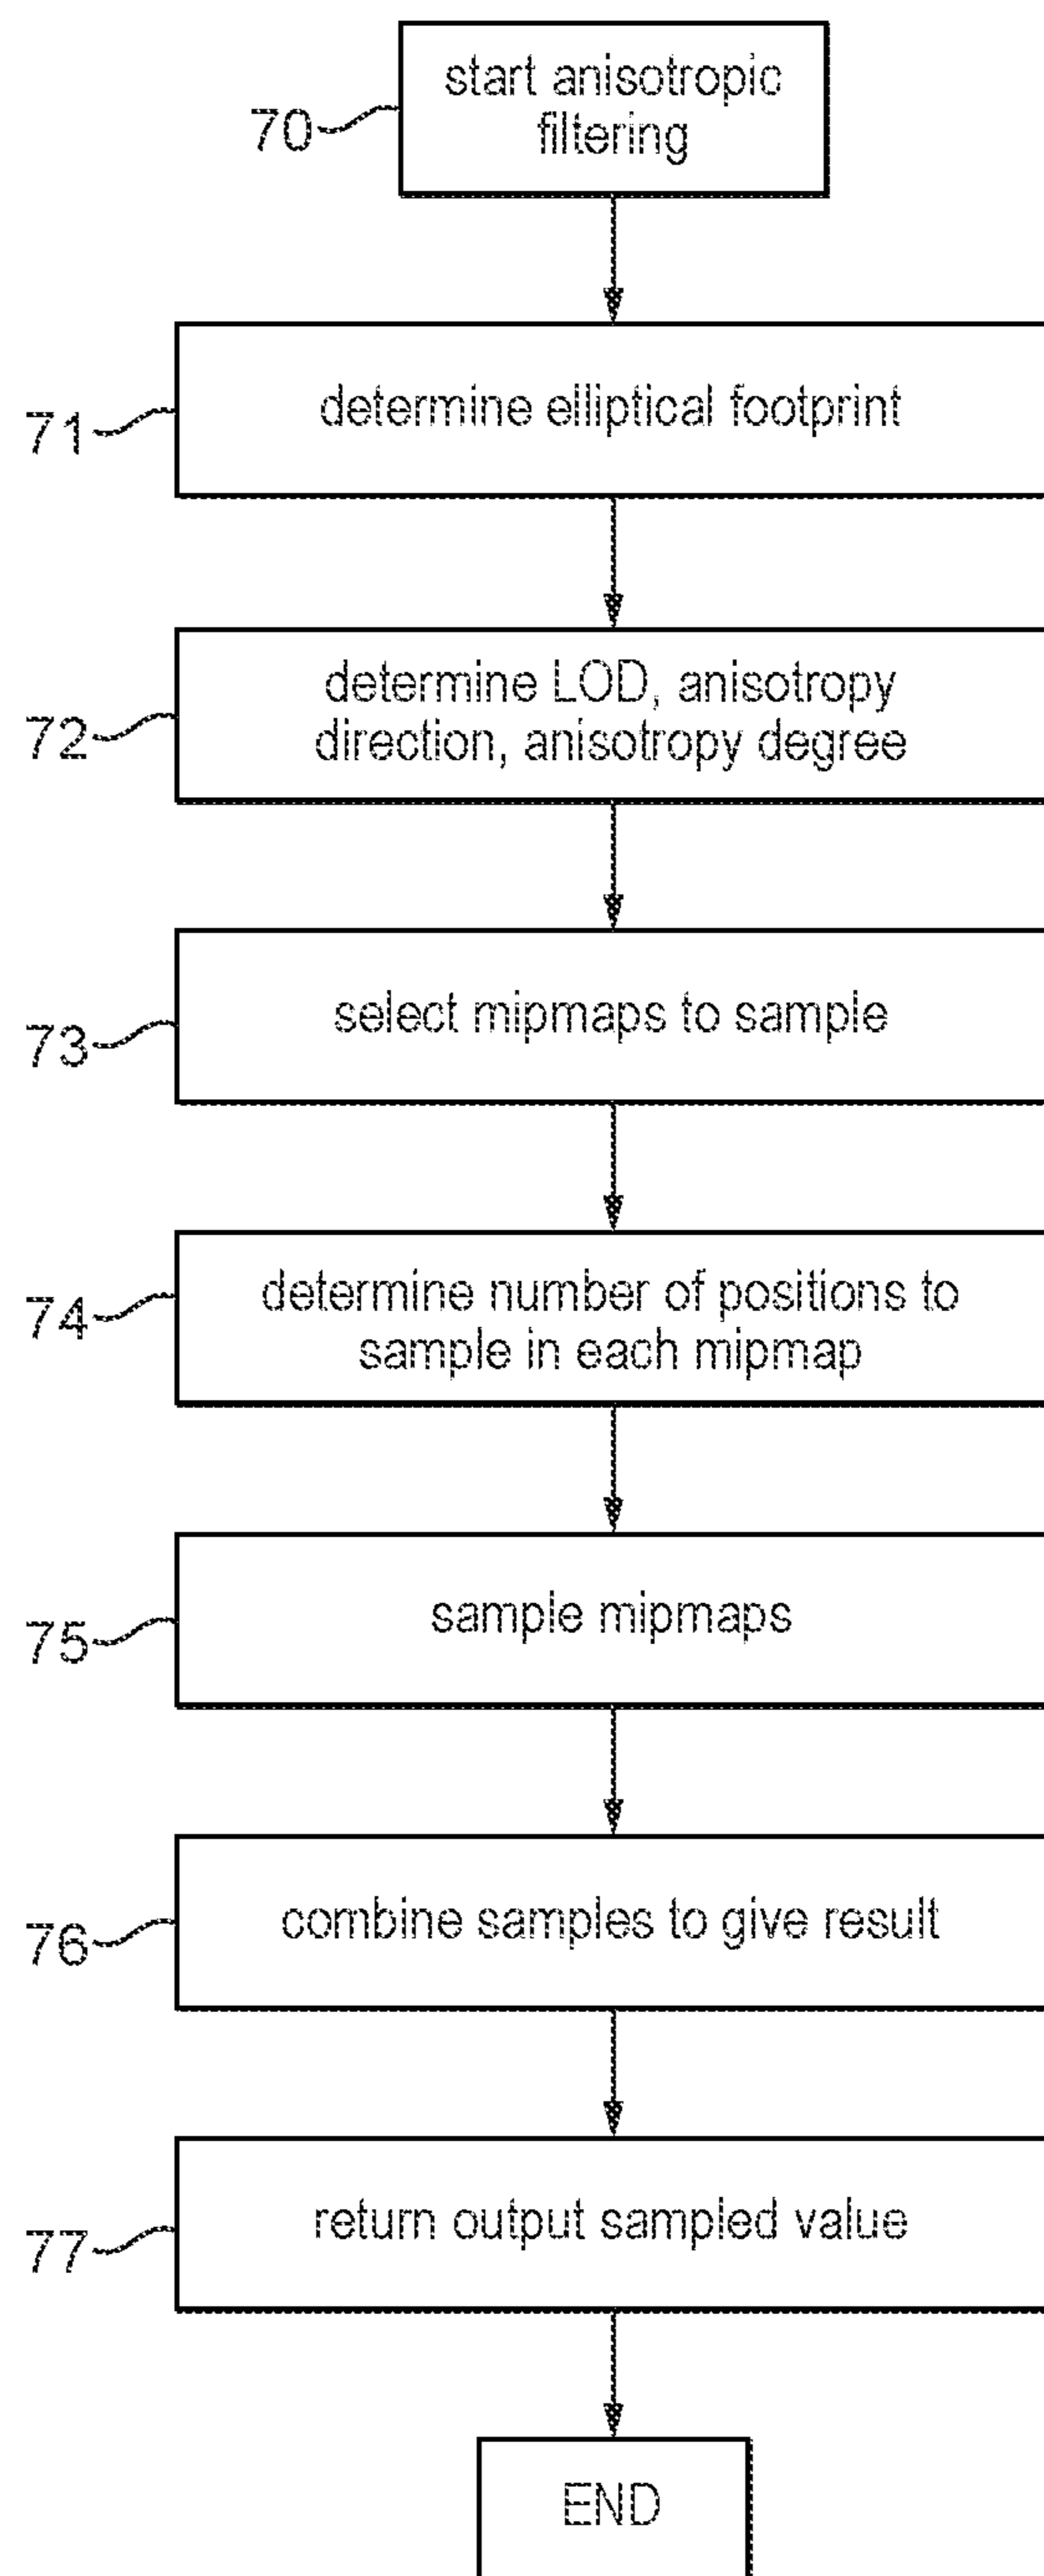 start anisotropic
filtering
70
determine elliptical footprint
71
determine LOD, anisotropy
direction, anisotropy degree
72
select mipmaps to sample
73
determine number of positions to
sample in each mipmap
74
sample mipmaps
75
combine samples to give result
76
return output sampled value
77
END